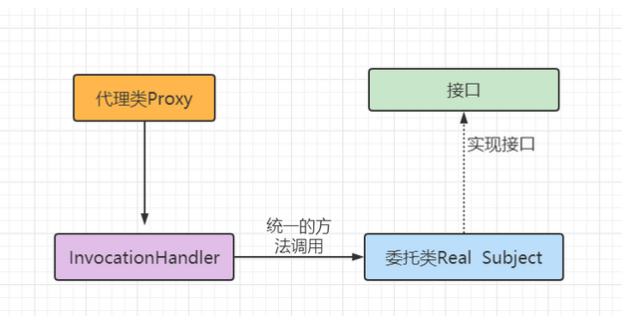 代理类Proxy
接口
实现接口
统一的方
法调用
InvocationHandler
委托类Real Subject